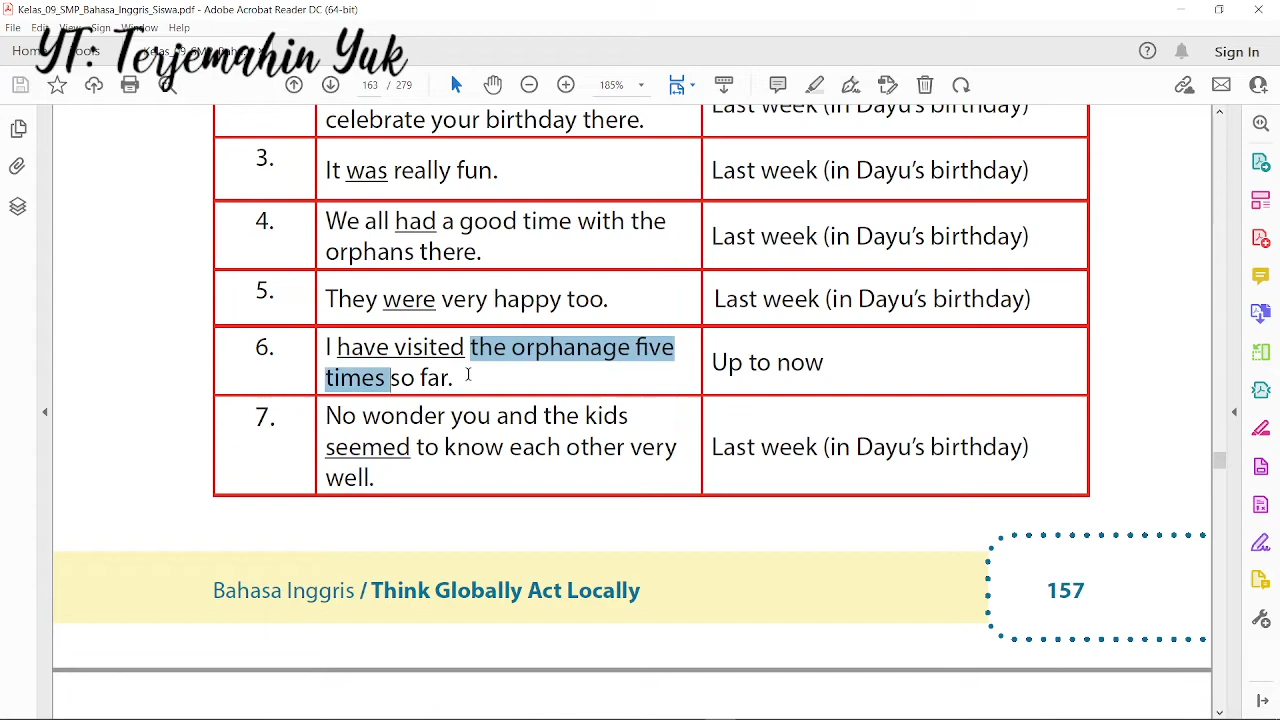 Kelas_09_SMP_Bahasa_Inggris_Siswa.pdf - Adobe Acrobat Reader DC (64-bit)
File Edit View Sign Window Help
YT: Terjemahin Yuk
Home Tools
Sign In
163 / 279
185%
celebrate your birthday there.
Last week (in Dayu's birthday)
3.
It was really fun.
Last week (in Dayu's birthday)
4.
We all had a good time with the
orphans there.
Last week (in Dayu's birthday)
5.
They were very happy too.
Last week (in Dayu's birthday)
6.
I have visited the orphanage five
times so far.
Up to now
7.
No wonder you and the kids
seemed to know each other very
well.
Last week (in Dayu's birthday)
Bahasa Inggris / Think Globally Act Locally
157